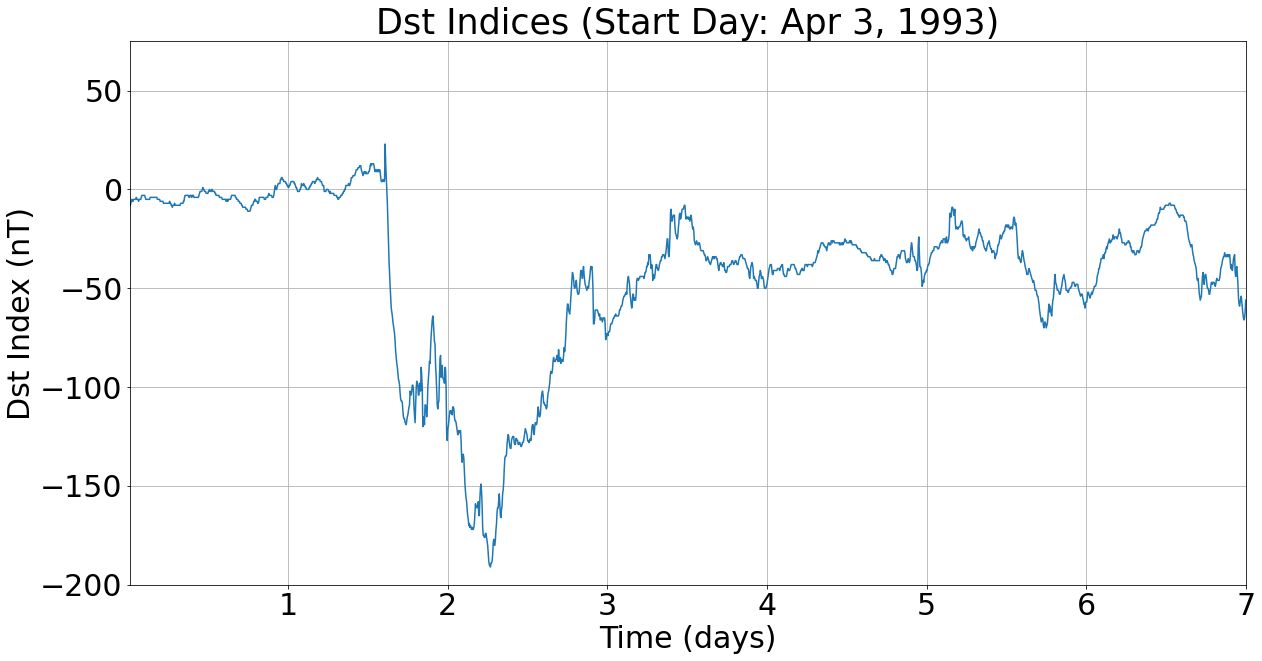 Dst Indices (Start Day: Apr 3, 1993)
50
0
−50
−100
−150
−200
Dst Index (nT)
1 2 3 4 5 6 7
Time (days)